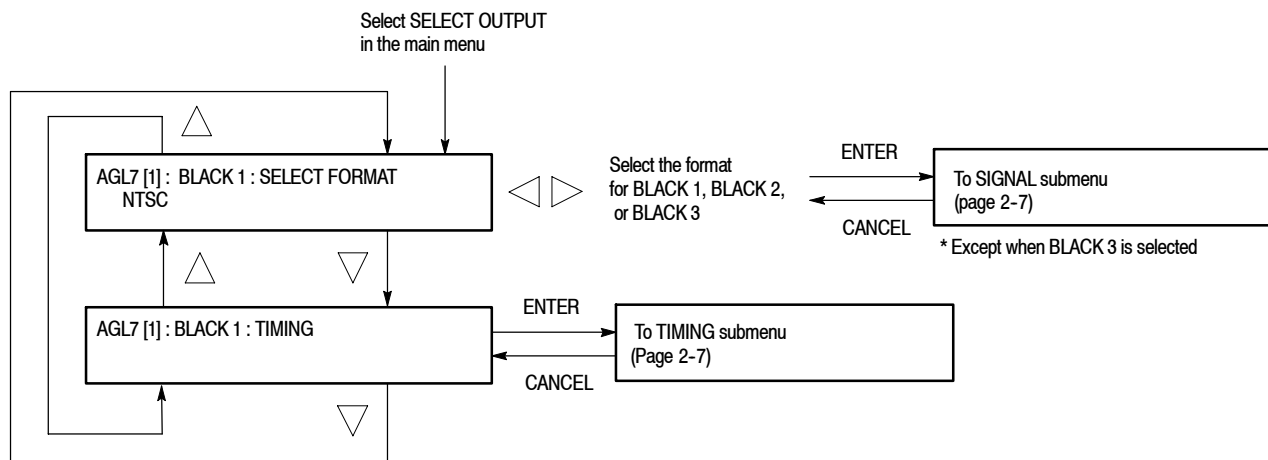 Select SELECT OUTPUT
in the main menu
AGL7 [1] : BLACK 1 : SELECT FORMAT
NTSC
Select the format
for BLACK 1, BLACK 2,
or BLACK 3
ENTER
CANCEL
To SIGNAL submenu
(page 2-7)
* Except when BLACK 3 is selected
AGL7 [1] : BLACK 1 : TIMING
ENTER
CANCEL
To TIMING submenu
(Page 2-7)